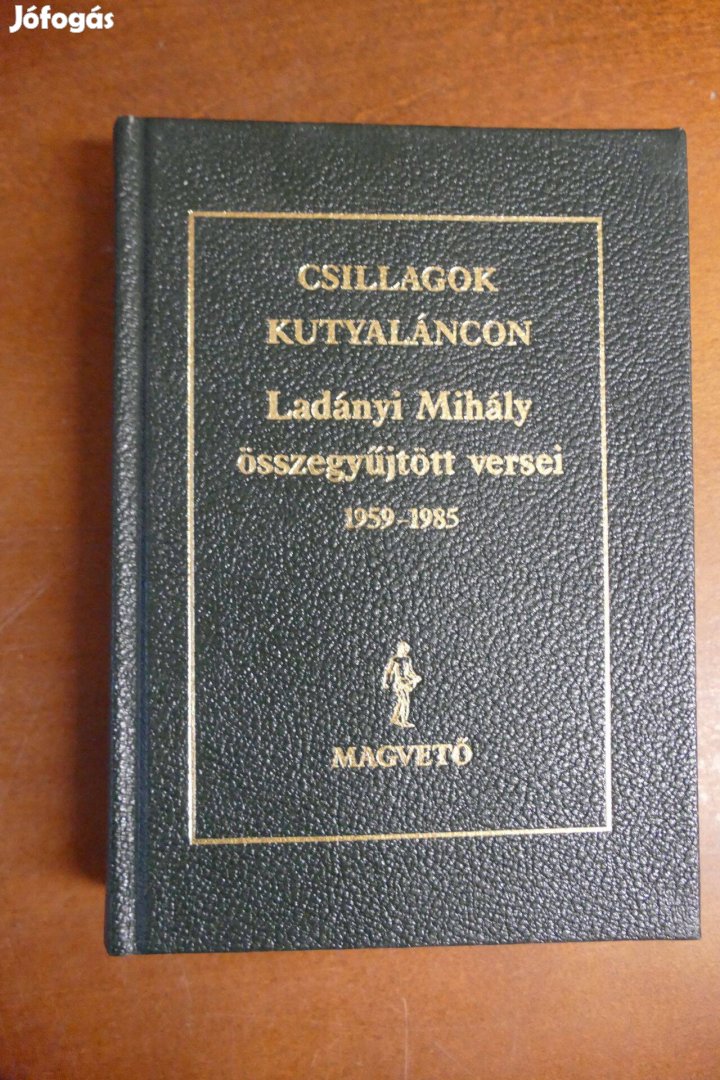 Jófogás
CSILLAGOK
KUTYALÁNCON
Ladányi Mihály
összegyűjtött versei
1959–1985
MAGVETŐ